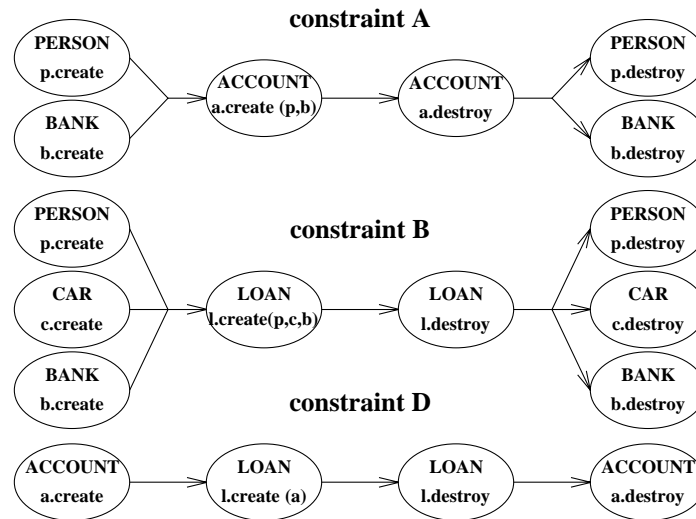 constraint A
PERSON
p.create
BANK
b.create
ACCOUNT
a.create (p,b)
ACCOUNT
a.destroy
PERSON
p.destroy
BANK
b.destroy
constraint B
PERSON
p.create
CAR
c.create
BANK
b.create
LOAN
l.create(p,c,b)
LOAN
l.destroy
PERSON
p.destroy
CAR
c.destroy
BANK
b.destroy
constraint D
ACCOUNT
a.create
LOAN
l.create (a)
LOAN
l.destroy
ACCOUNT
a.destroy